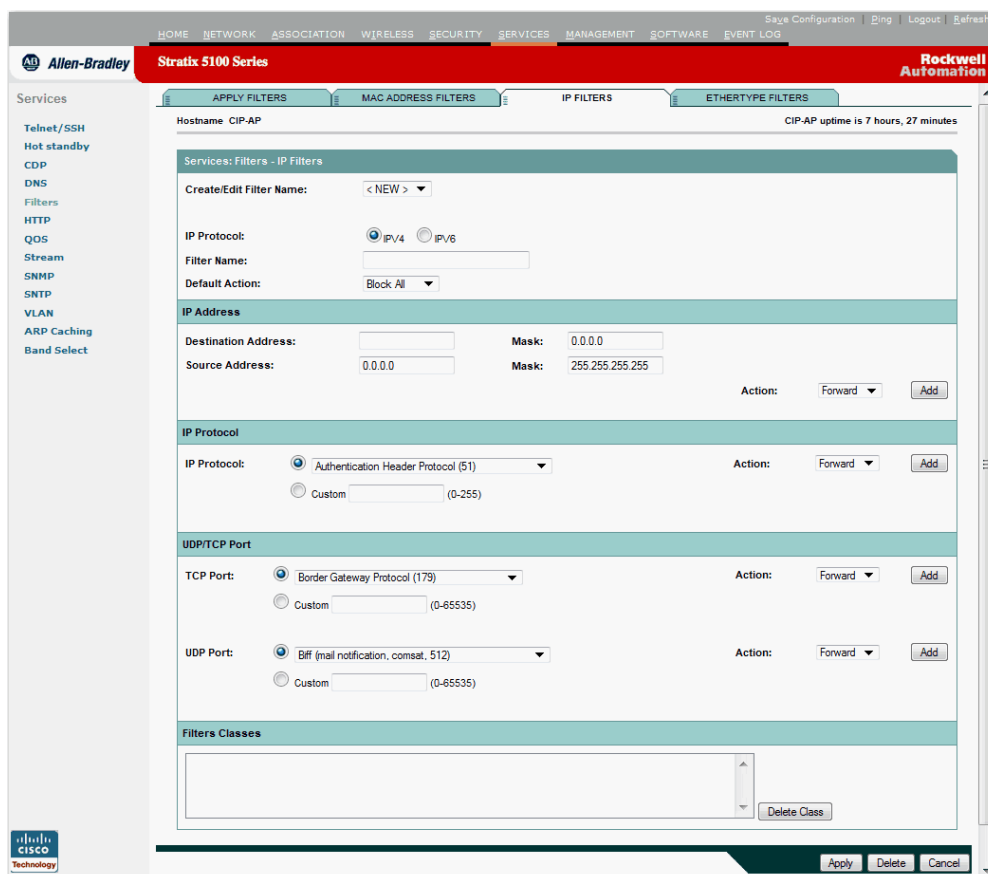 Save Configuration | Ping | Logout | Refresh
HOME NETWORK ASSOCIATION WIRELESS SECURITY SERVICES MANAGEMENT SOFTWARE EVENT LOG
AB Allen-Bradley
Stratix 5100 Series
Rockwell
Automation
Services
Telnet/SSH
Hot standby
CDP
DNS
Filters
HTTP
QOS
Stream
SNMP
SNTP
VLAN
ARP Caching
Band Select
APPLY FILTERS MAC ADDRESS FILTERS IP FILTERS ETHERTYPE FILTERS
Hostname CIP-AP CIP-AP uptime is 7 hours, 27 minutes
Services: Filters - IP Filters
Create/Edit Filter Name: < NEW >
IP Protocol: IPV4 IPV6
Filter Name:
Default Action: Block All
IP Address
Destination Address: Mask: 0.0.0.0
Source Address: 0.0.0.0 Mask: 255.255.255.255
Action: Forward Add
IP Protocol
IP Protocol: Authentication Header Protocol (51) Action: Forward Add
Custom (0-255)
UDP/TCP Port
TCP Port: Border Gateway Protocol (179) Action: Forward Add
Custom (0-65535)
UDP Port: Biff (mail notification, comsat, 512) Action: Forward Add
Custom (0-65535)
Filters Classes
Delete Class
CISCO
Technology
Apply Delete Cancel